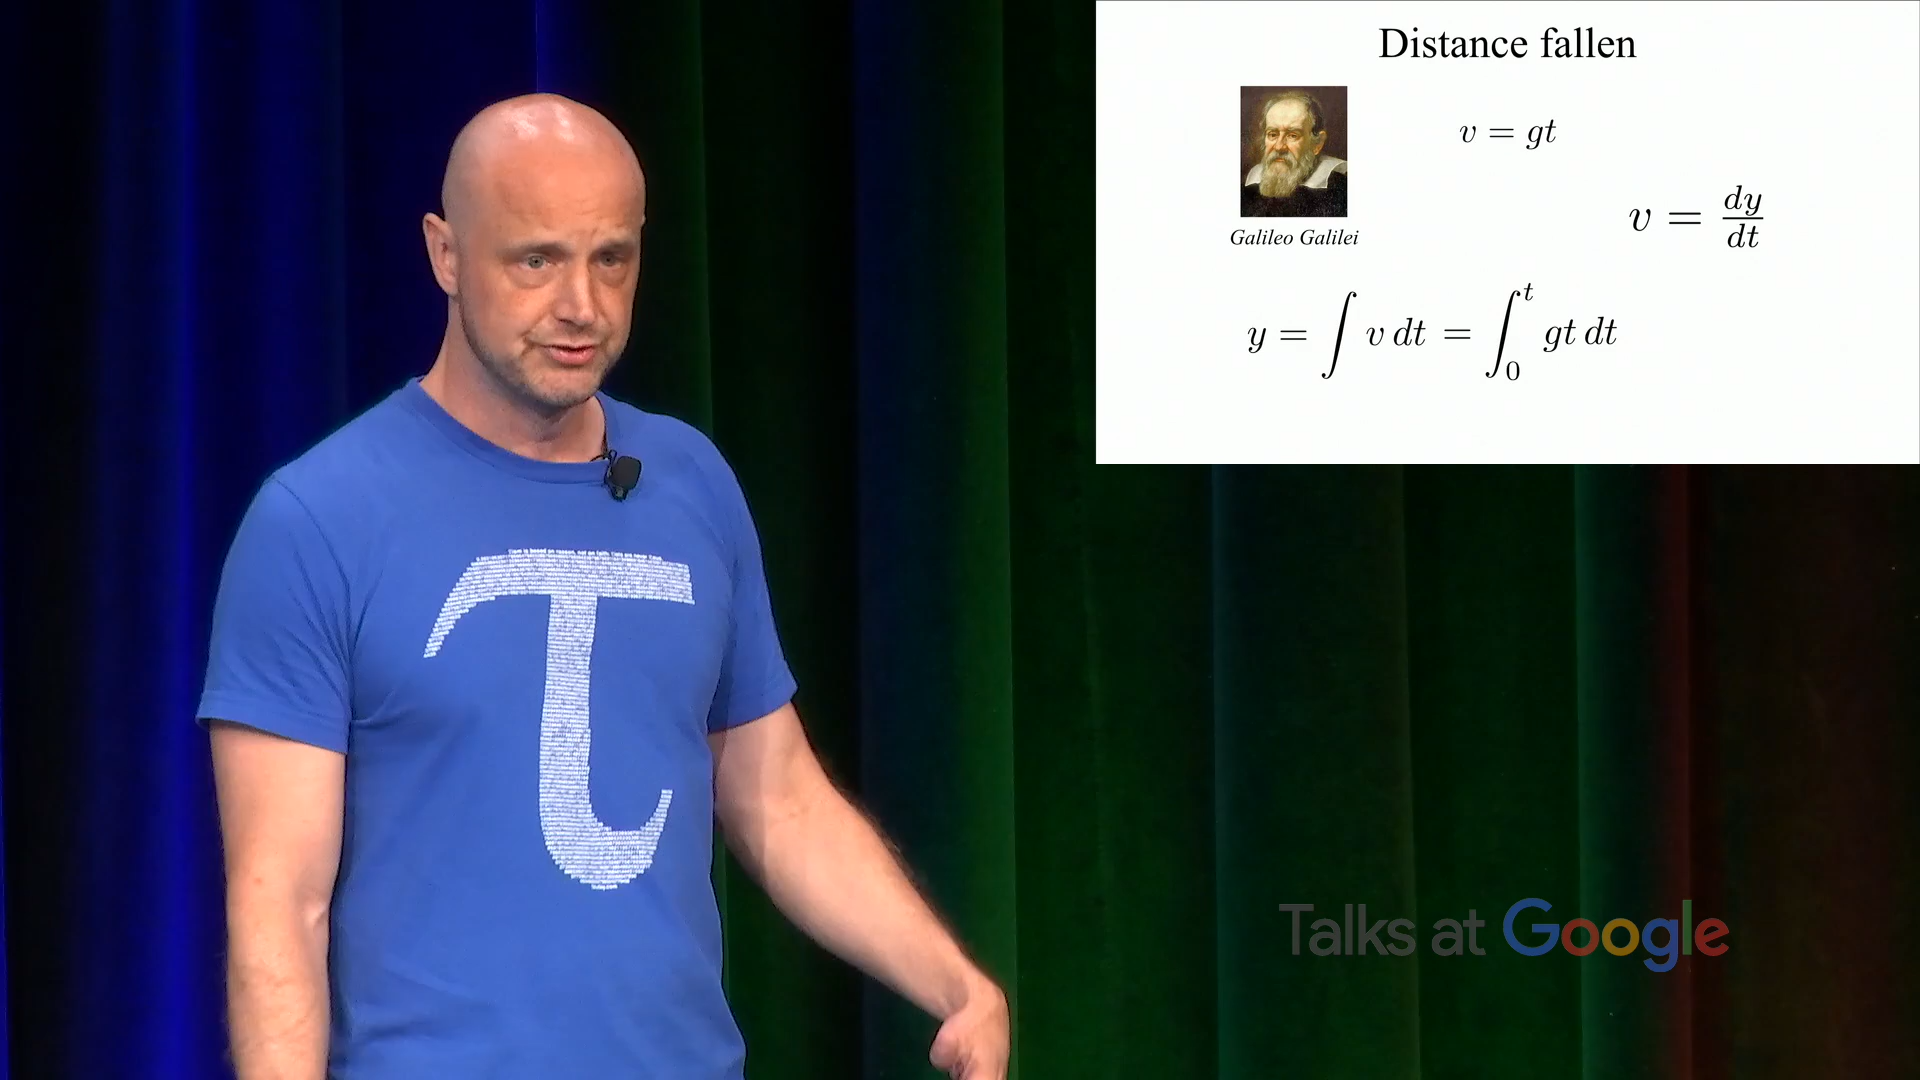 Distance fallen
v = gt
v = dy/dt
Galileo Galilei
y = ∫ v dt = ∫₀ᵗ gt dt
Talks at Google